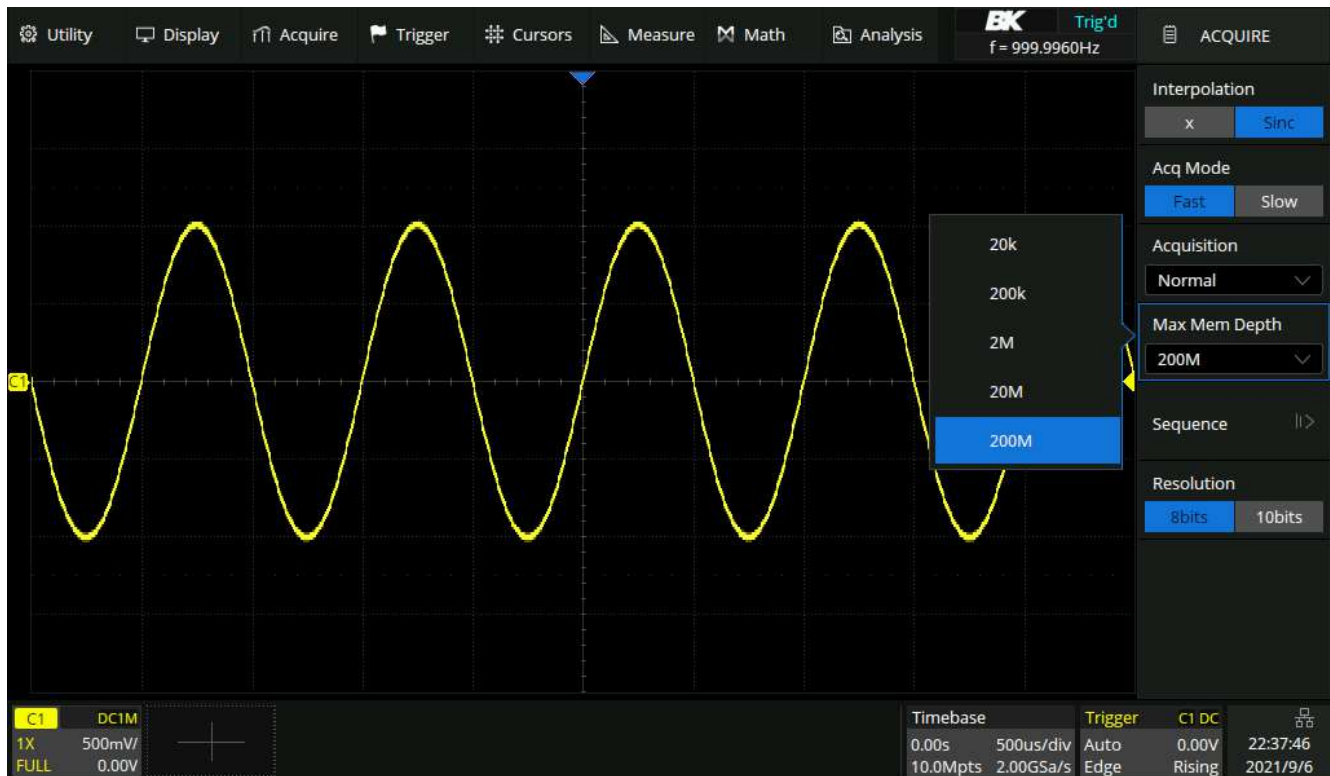 Utility Display Acquire Trigger Cursors Measure Math Analysis BK Trig'd ACQUIRE
f = 999.9960Hz
Interpolation
x Sinc
Acq Mode
Fast Slow
Acquisition
Normal
Max Mem Depth
200M
Sequence
Resolution
8bits 10bits
20k
200k
2M
20M
200M
C1
C1 DC1M
1X 500mV/
FULL 0.00V
Timebase
0.00s 500us/div
10.0Mpts 2.00GSa/s
Trigger C1 DC
Auto 0.00V
Edge Rising
22:37:46
2021/9/6